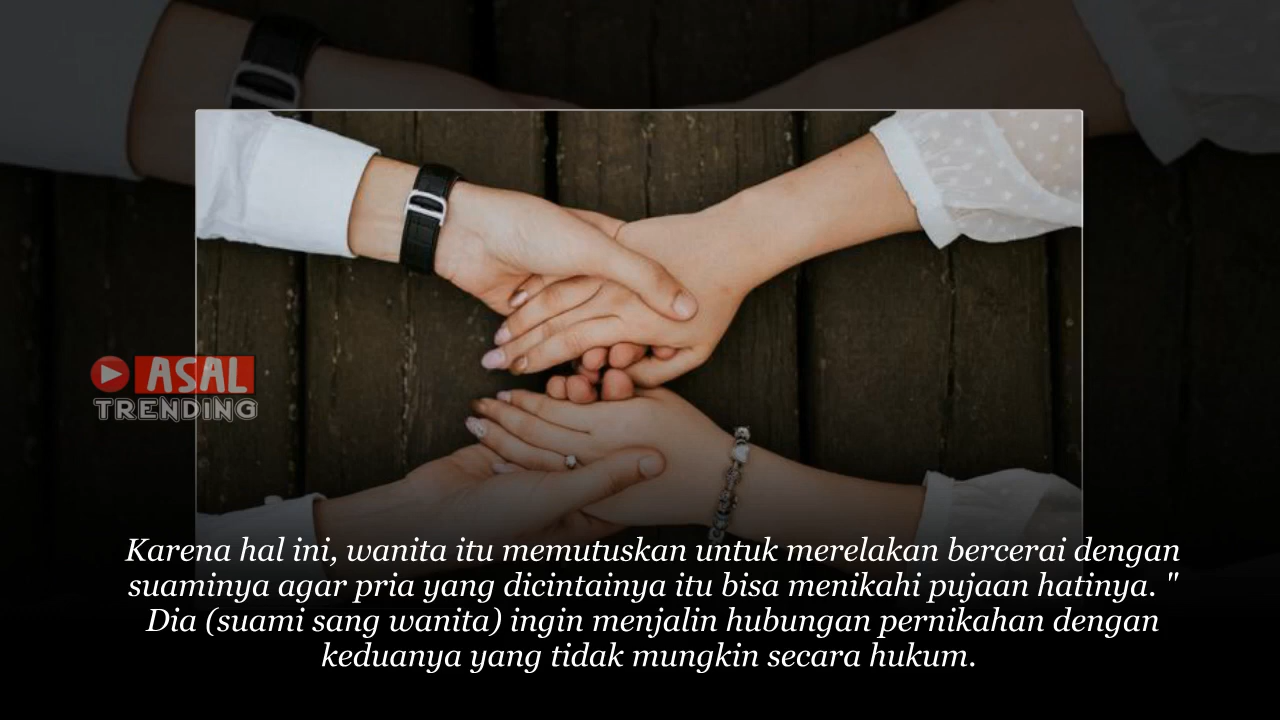 ASAL
TRENDING
Karena hal ini, wanita itu memutuskan untuk merelakan bercerai dengan
suaminya agar pria yang dicintainya itu bisa menikahi pujaan hatinya. "
Dia (suami sang wanita) ingin menjalin hubungan pernikahan dengan
keduanya yang tidak mungkin secara hukum.